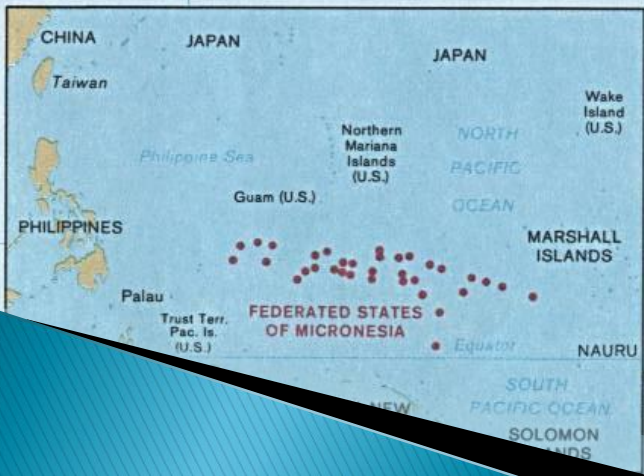 CHINA
JAPAN
JAPAN
Taiwan
Wake
Island
(U.S.)
Northern
Mariana
Islands
(U.S.)
NORTH
PACIFIC
OCEAN
Philippine Sea
Guam (U.S.)
PHILIPPINES
MARSHALL
ISLANDS
Palau
FEDERATED STATES
OF MICRONESIA
Trust Terr.
Pac. Is.
(U.S.)
Equator
NAURU
SOUTH
PACIFIC OCEAN
NEW
SOLOMON